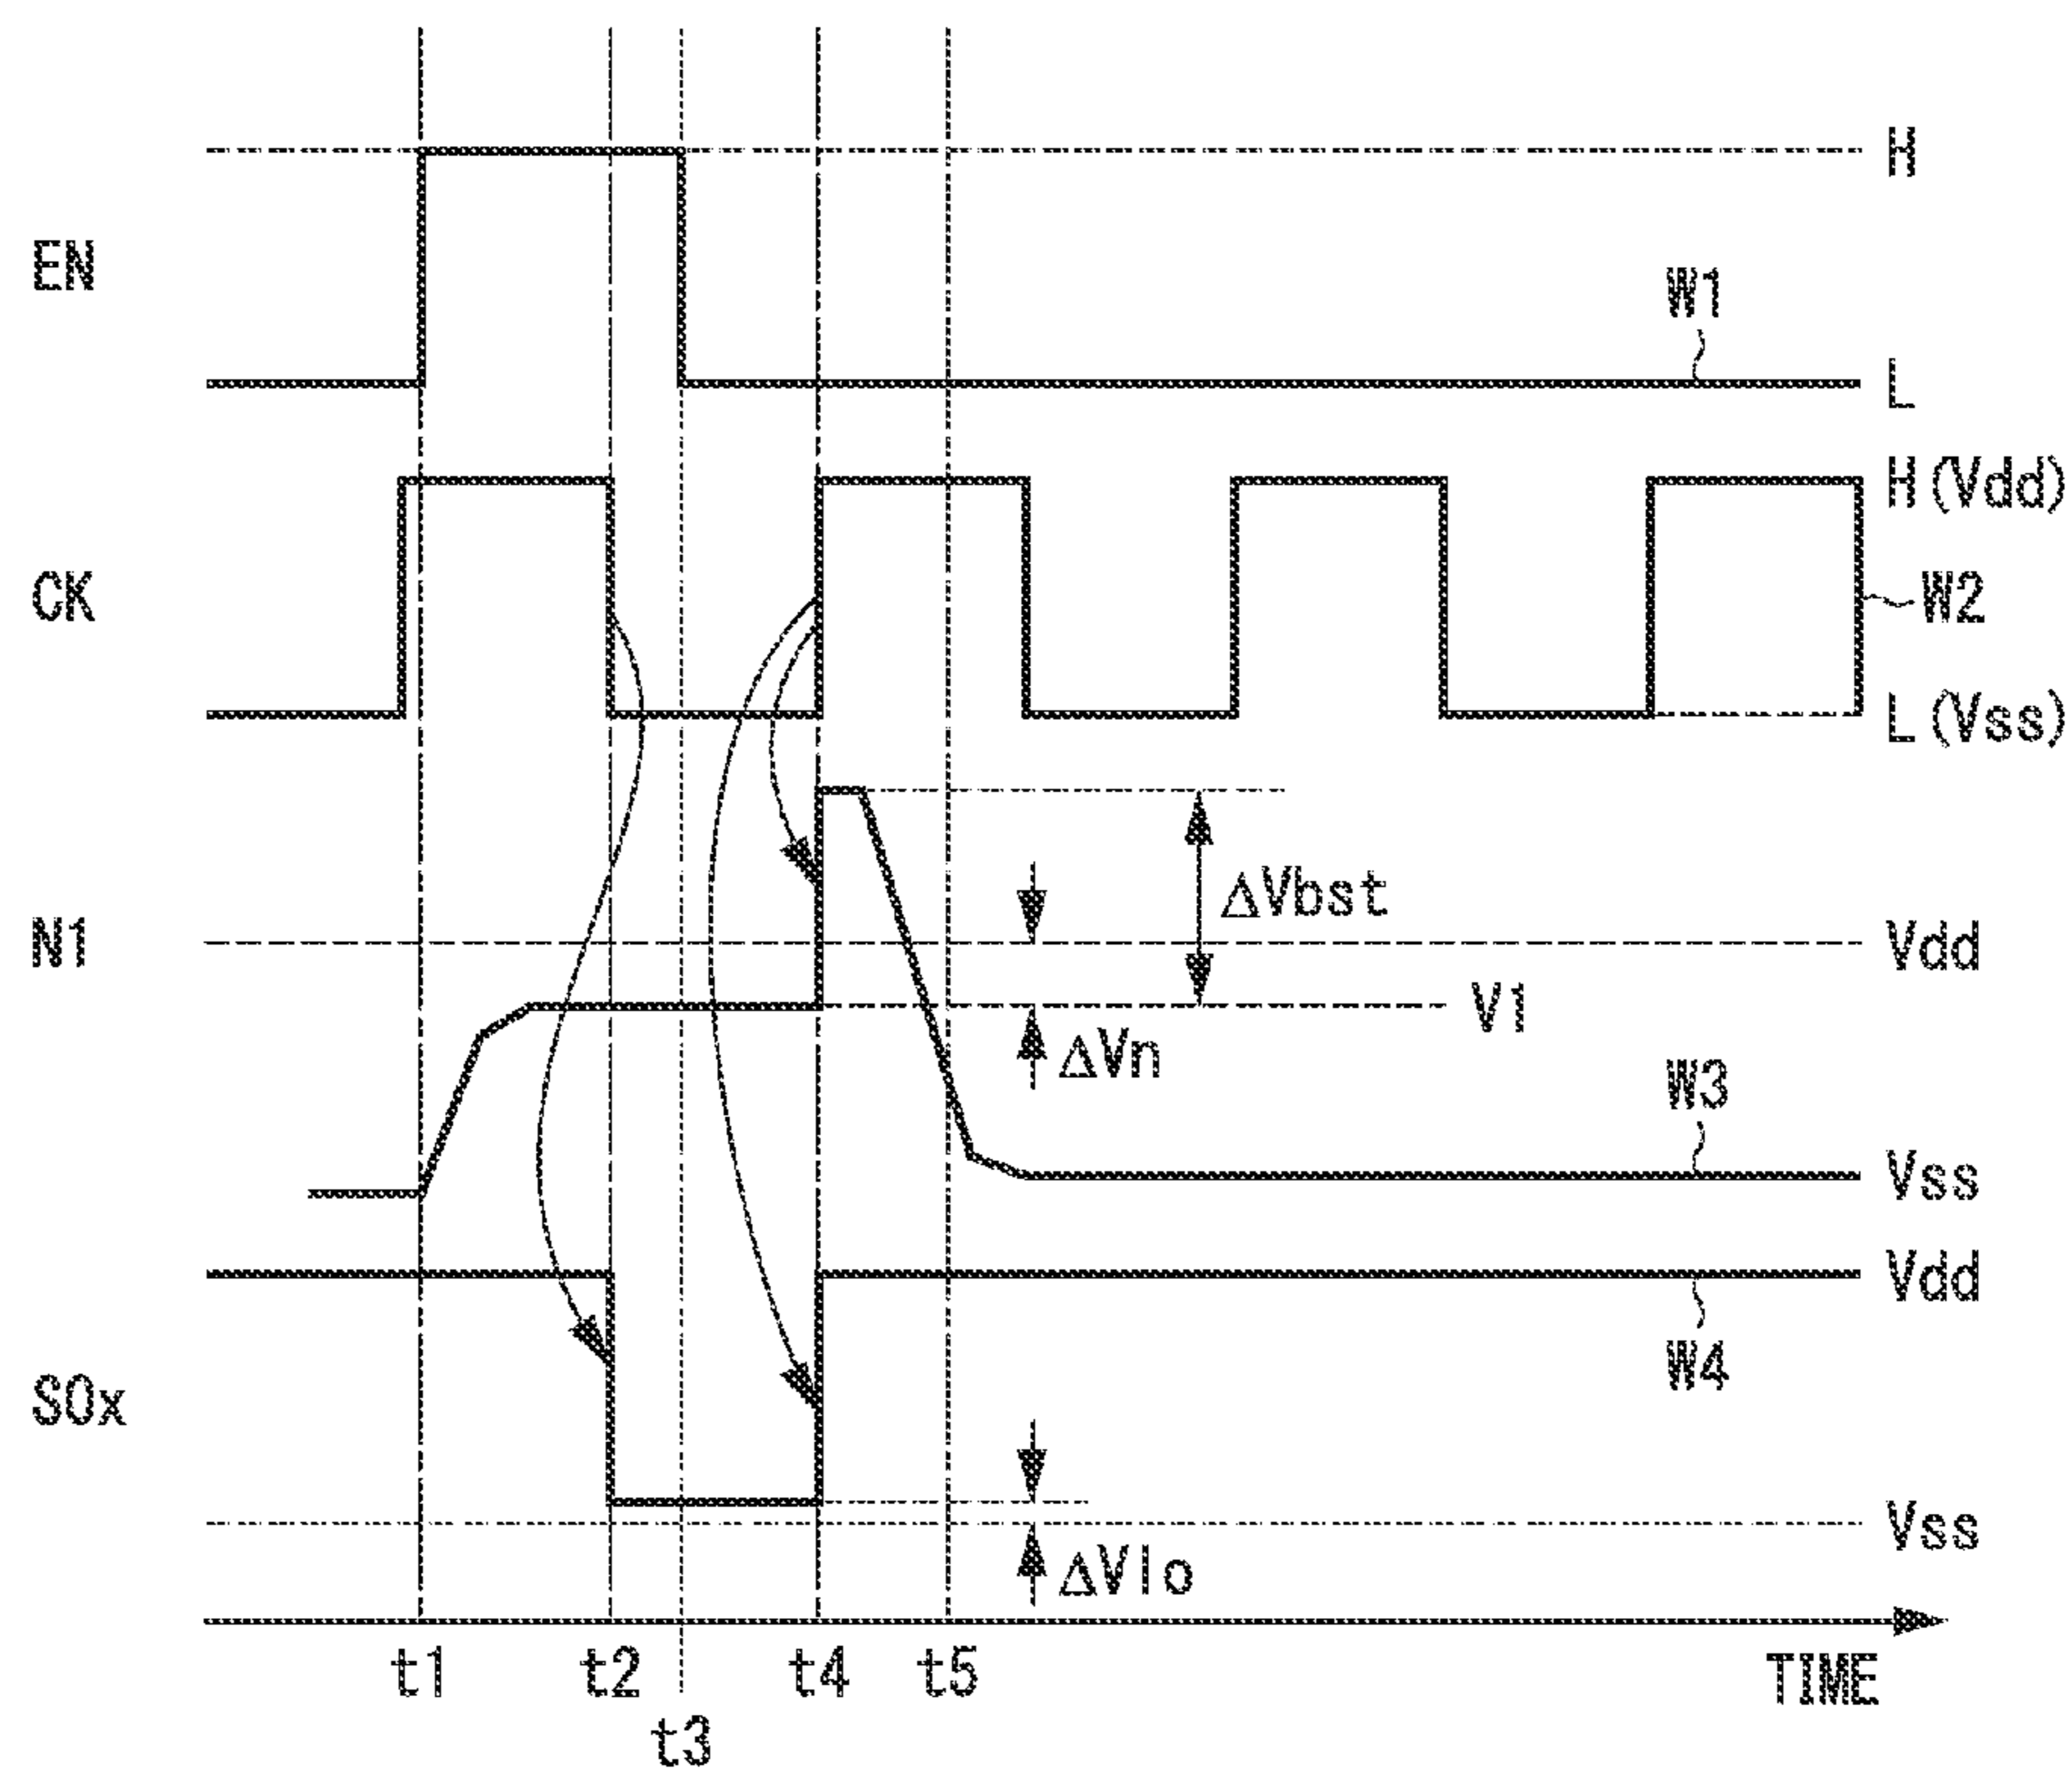 H
EN
W1
L
H(Vdd)
CK
W2
L(Vss)
ΔVbst
N1
Vdd
V1
ΔVn
W3
Vss
Vdd
W4
SOx
Vss
ΔVlo
t1
t2
t4
t5
TIME
t3